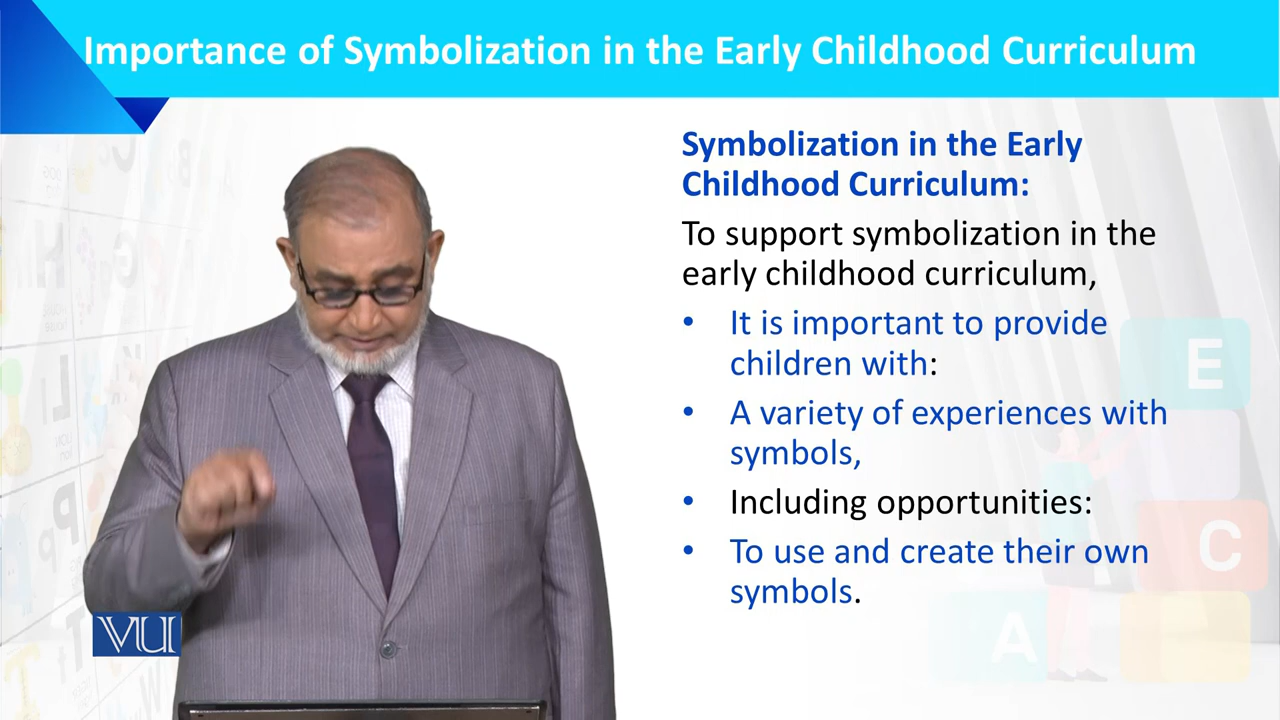 Importance of Symbolization in the Early Childhood Curriculum
Symbolization in the Early
Childhood Curriculum:
To support symbolization in the
early childhood curriculum,
• It is important to provide
children with:
• A variety of experiences with
symbols,
• Including opportunities:
• To use and create their own
symbols.
E
C
A
VU